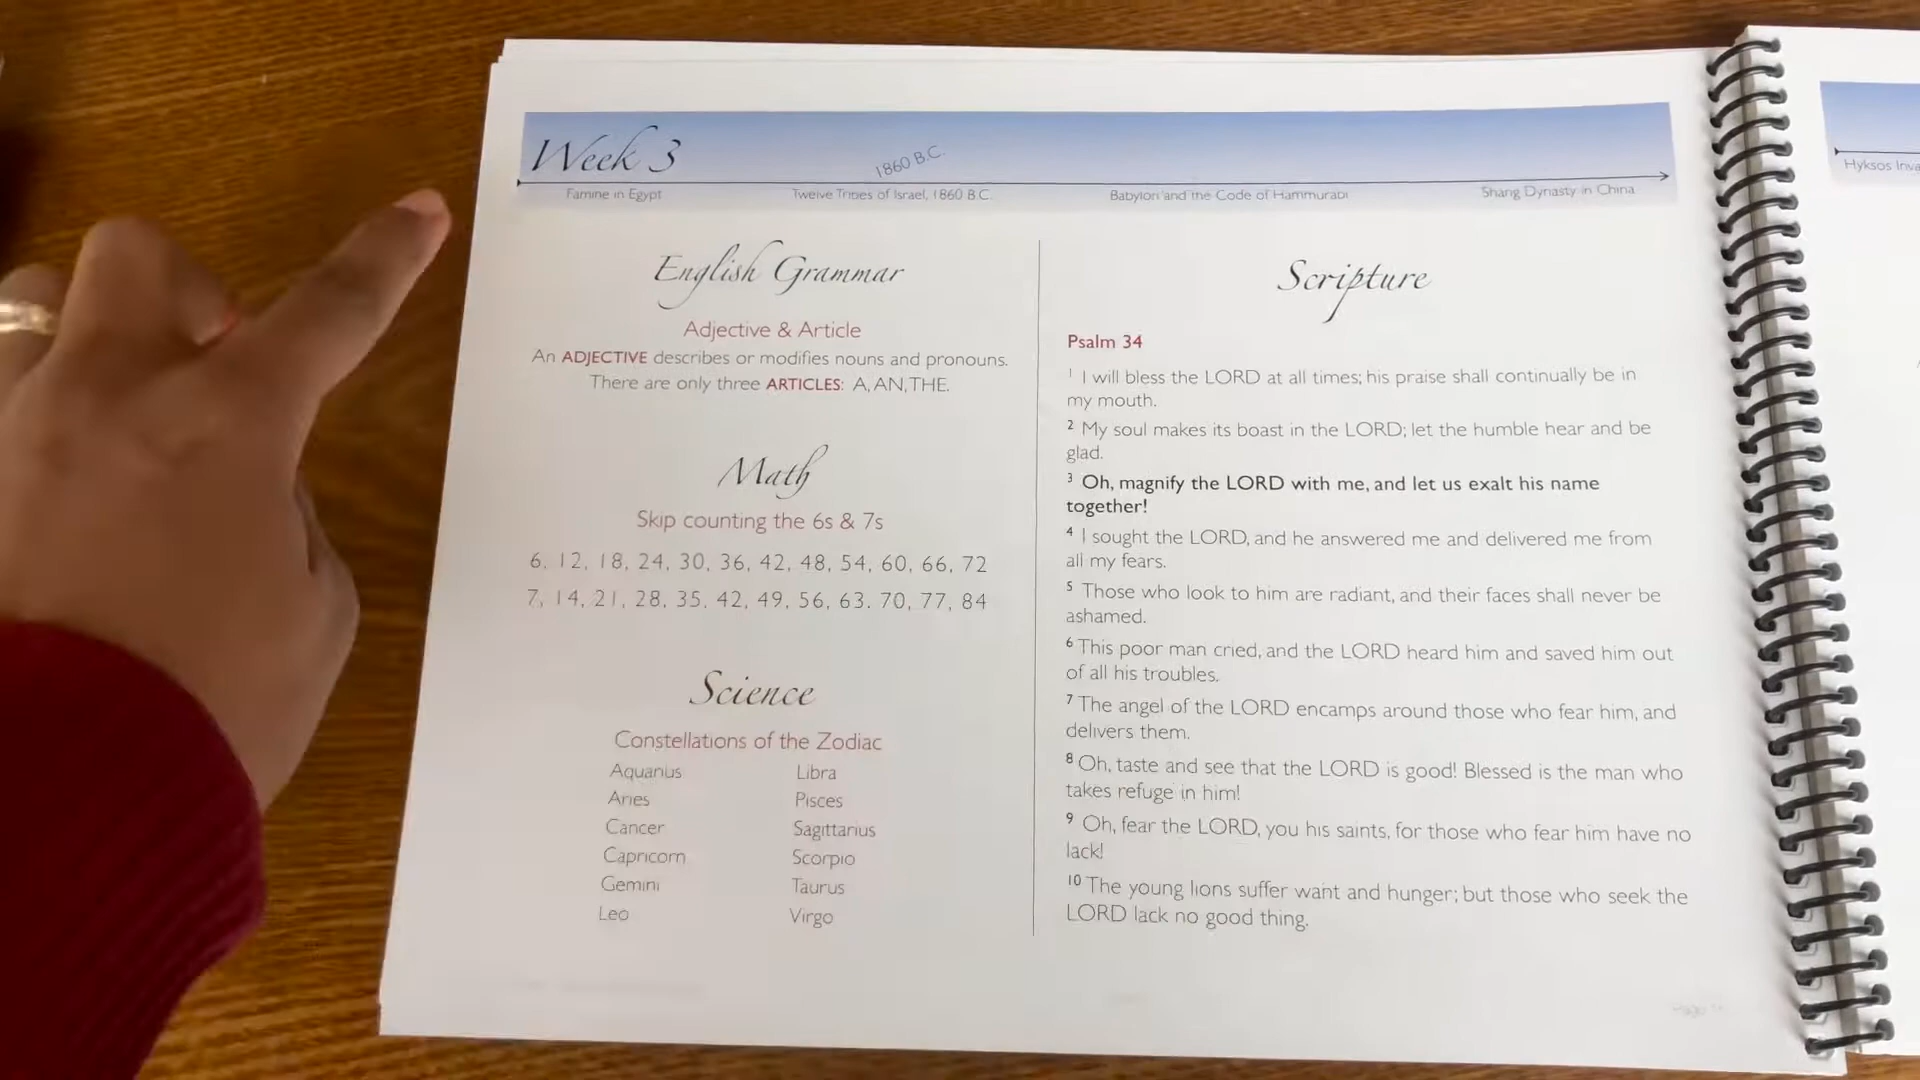 Week 3
1860 B.C.
Famine in Egypt
Twelve Tribes of Israel, 1860 B.C.
Babylon and the Code of Hammurabi
Shang Dynasty in China
English Grammar
Adjective & Article
An ADJECTIVE describes or modifies nouns and pronouns.
There are only three ARTICLES: A, AN, THE.
Math
Skip counting the 6s & 7s
6, 12, 18, 24, 30, 36, 42, 48, 54, 60, 66, 72
7, 14, 21, 28, 35, 42, 49, 56, 63. 70, 77, 84
Science
Constellations of the Zodiac
Aquarius
Aries
Cancer
Capricorn
Gemini
Leo
Libra
Pisces
Sagittarius
Scorpio
Taurus
Virgo
Scripture
Psalm 34
1 I will bless the LORD at all times; his praise shall continually be in
my mouth.
2 My soul makes its boast in the LORD; let the humble hear and be
glad.
3 Oh, magnify the LORD with me, and let us exalt his name
together!
4 I sought the LORD, and he answered me and delivered me from
all my fears.
5 Those who look to him are radiant, and their faces shall never be
ashamed.
6 This poor man cried, and the LORD heard him and saved him out
of all his troubles.
7 The angel of the LORD encamps around those who fear him, and
delivers them.
8 Oh, taste and see that the LORD is good! Blessed is the man who
takes refuge in him!
9 Oh, fear the LORD, you his saints, for those who fear him have no
lack!
10 The young lions suffer want and hunger; but those who seek the
LORD lack no good thing.
Hyksos